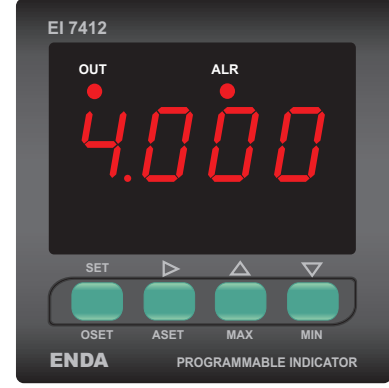 EI 7412
OUT ALR
4.000
SET
OSET ASET MAX MIN
ENDA PROGRAMMABLE INDICATOR